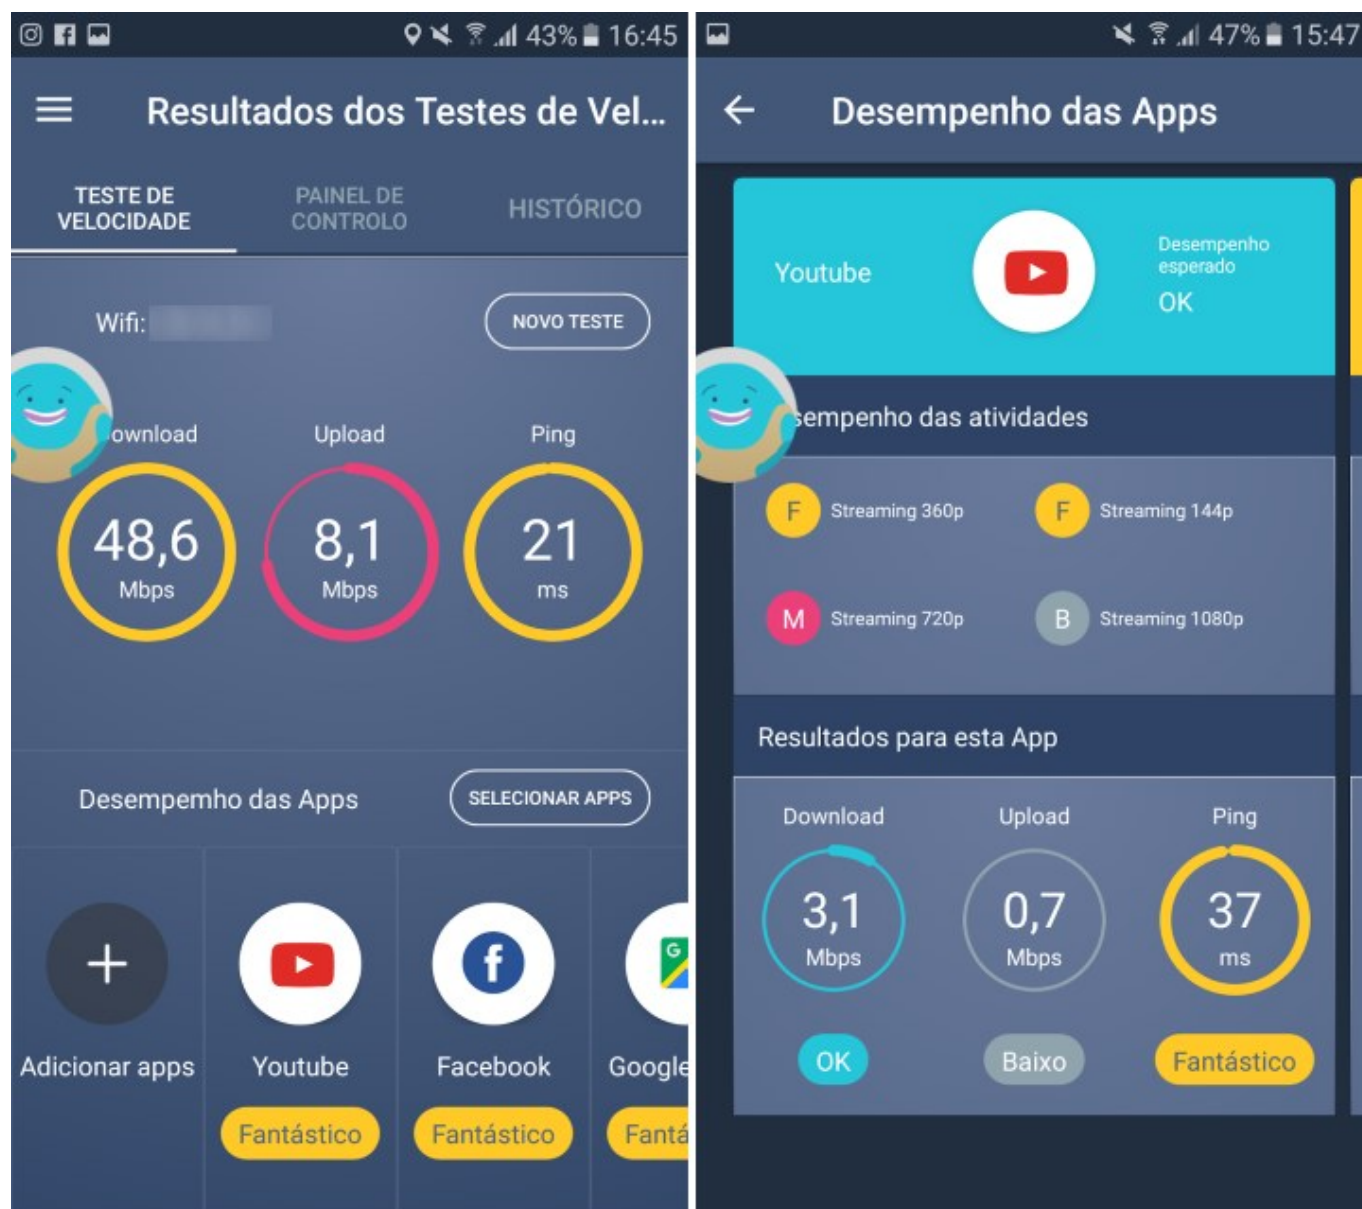 43% 16:45
Resultados dos Testes de Vel...
TESTE DE
VELOCIDADE
PAINEL DE
CONTROLO
HISTÓRICO
Wifi:
NOVO TESTE
ownload
Upload
Ping
48,6
Mbps
8,1
Mbps
21
ms
Desempemho das Apps
SELECIONAR APPS
Adicionar apps
Youtube
Facebook
Google
Fantástico
Fantástico
Fantá
47% 15:47
Desempenho das Apps
Youtube
Desempenho
esperado
OK
sempenho das atividades
F Streaming 360p
F Streaming 144p
M Streaming 720p
B Streaming 1080p
Resultados para esta App
Download
Upload
Ping
3,1
Mbps
0,7
Mbps
37
ms
OK
Baixo
Fantástico